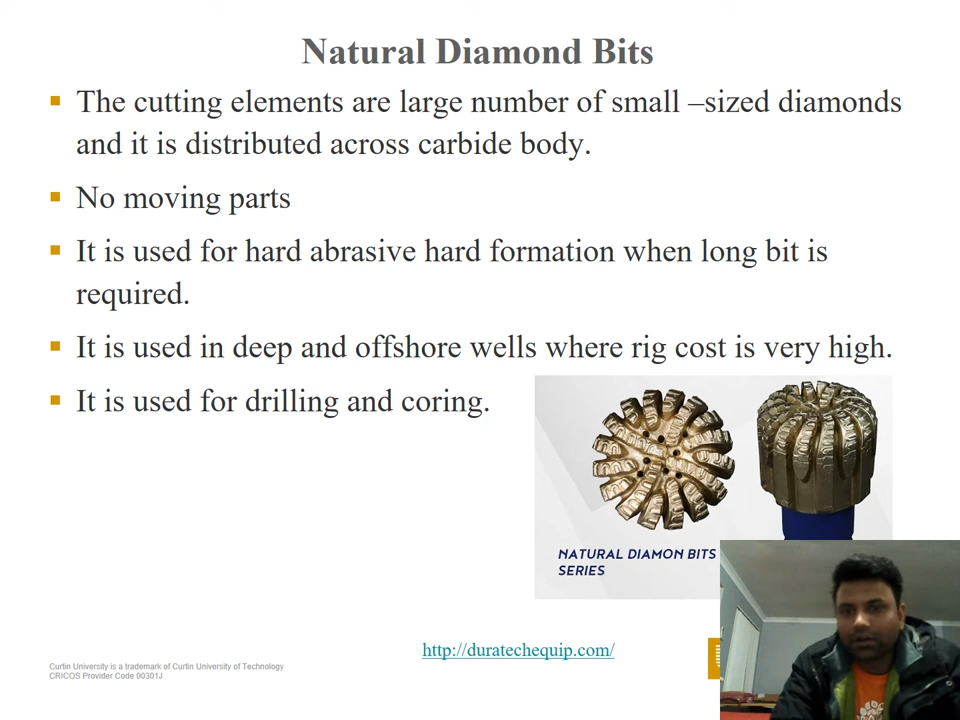 Natural Diamond Bits
▪ The cutting elements are large number of small –sized diamonds
and it is distributed across carbide body.
▪ No moving parts
▪ It is used for hard abrasive hard formation when long bit is
required.
▪ It is used in deep and offshore wells where rig cost is very high.
▪ It is used for drilling and coring.
NATURAL DIAMON BITS
SERIES
http://duratechequip.com/
Curtin University is a trademark of Curtin University of Technology
CRICOS Provider Code 00301J